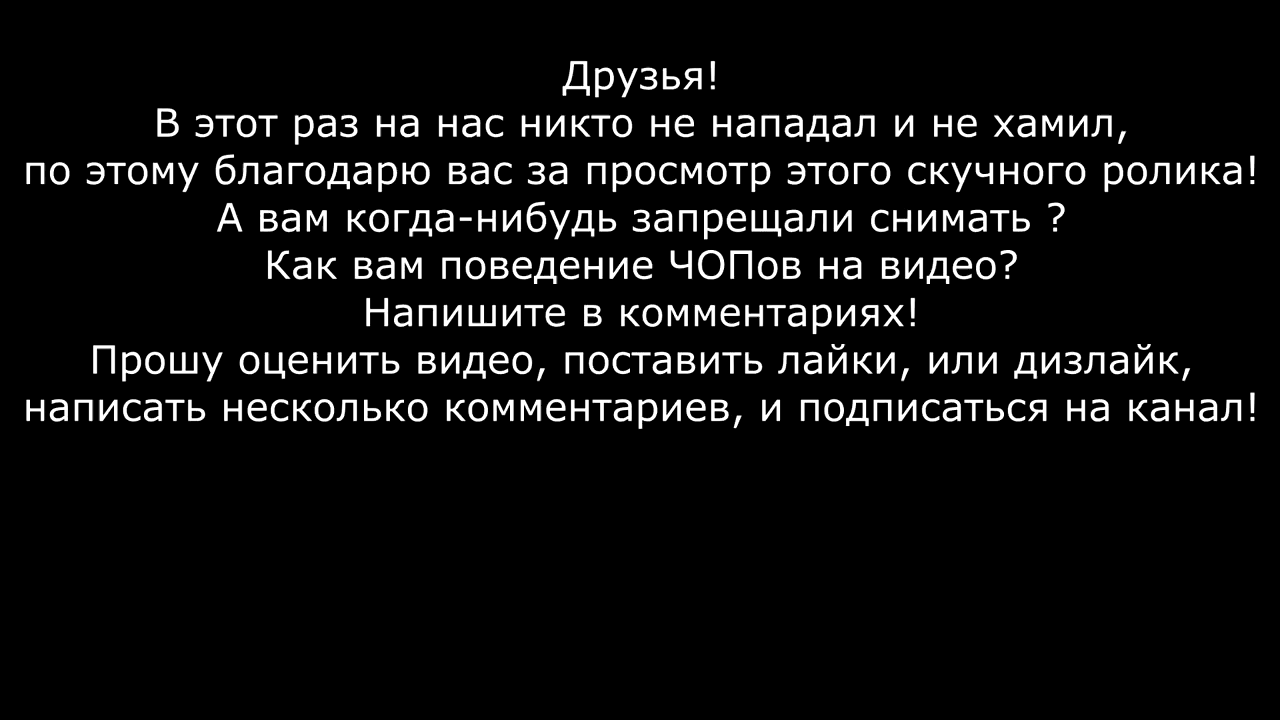 Друзья!
В этот раз на нас никто не нападал и не хамил,
по этому благодарю вас за просмотр этого скучного ролика!
А вам когда-нибудь запрещали снимать ?
Как вам поведение ЧОПов на видео?
Напишите в комментариях!
Прошу оценить видео, поставить лайки, или дизлайк,
написать несколько комментариев, и подписаться на канал!